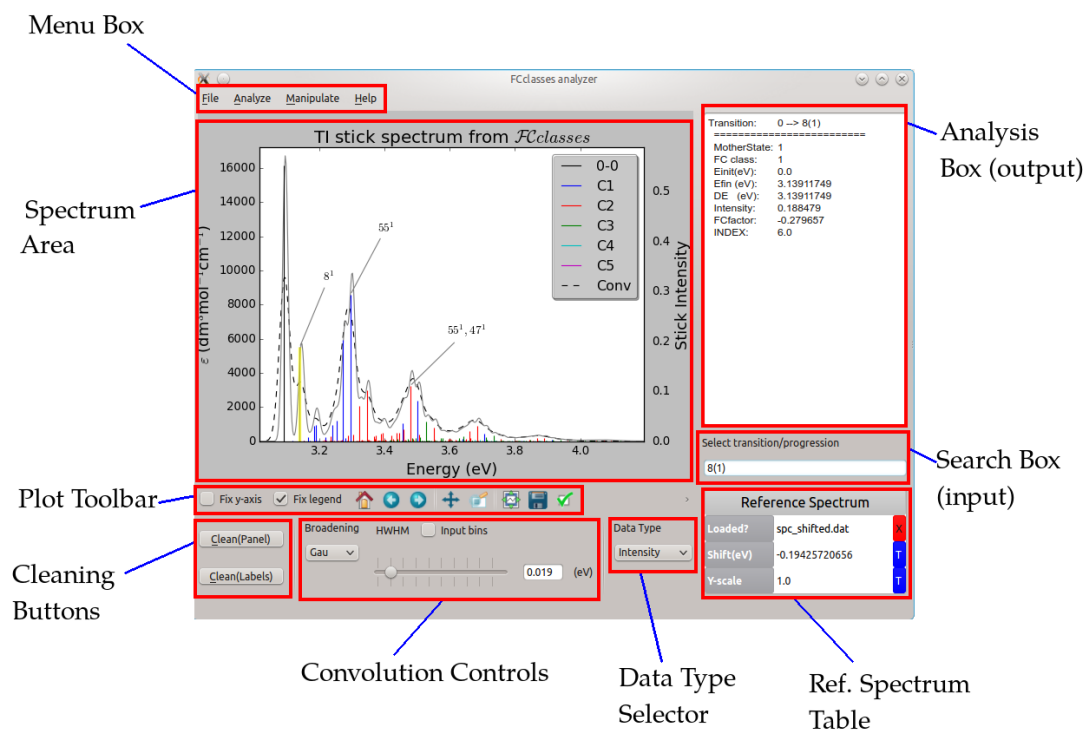 Menu Box
FCclasses analyzer
File Analyze Manipulate Help
TI stick spectrum from FCclasses
16000
14000
12000
10000
8000
6000
4000
2000
0
ε (dm³mol⁻¹cm⁻¹)
0-0
C1
C2
C3
C4
C5
Conv
8¹
55¹
55¹, 47¹
0.5
0.4
0.3
0.2
0.1
0.0
Stick Intensity
3.2 3.4 3.6 3.8 4.0
Energy (eV)
Transition: 0 --> 8(1)
==========================
MotherState: 1
FC class: 1
Einit(eV): 0.0
Efin (eV): 3.13911749
DE (eV): 3.13911749
Intensity: 0.188479
FCfactor: -0.279657
INDEX: 6.0
Analysis
Box (output)
Spectrum
Area
Select transition/progression
8(1)
Search Box
(input)
Plot Toolbar
Fix y-axis Fix legend
Reference Spectrum
Loaded? spc_shifted.dat X
Shift(eV) -0.19425720656 T
Y-scale 1.0 T
Clean(Panel)
Clean(Labels)
Broadening HWHM Input bins
Gau 0.019 (eV)
Data Type
Intensity
Cleaning
Buttons
Convolution Controls
Data Type
Selector
Ref. Spectrum
Table